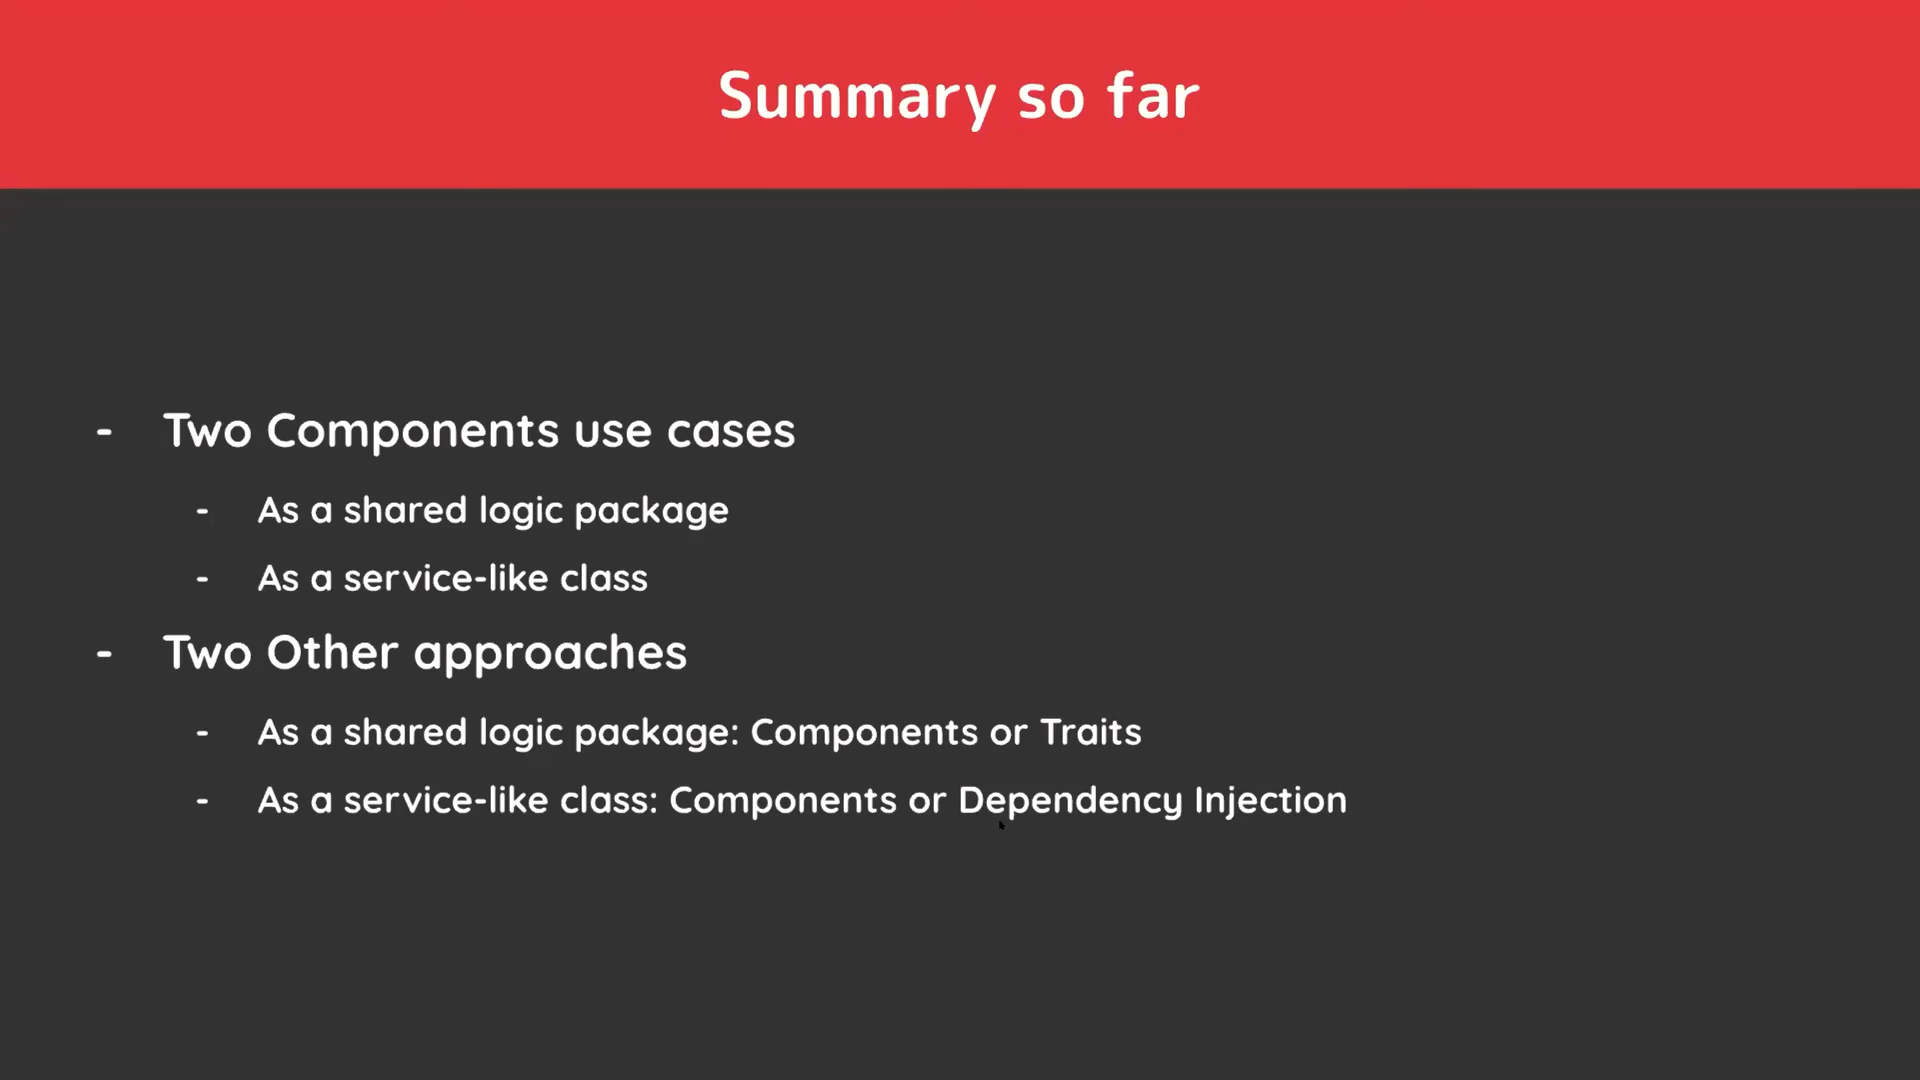 Summary so far
- Two Components use cases
- As a shared logic package
- As a service-like class
- Two Other approaches
- As a shared logic package: Components or Traits
- As a service-like class: Components or Dependency Injection